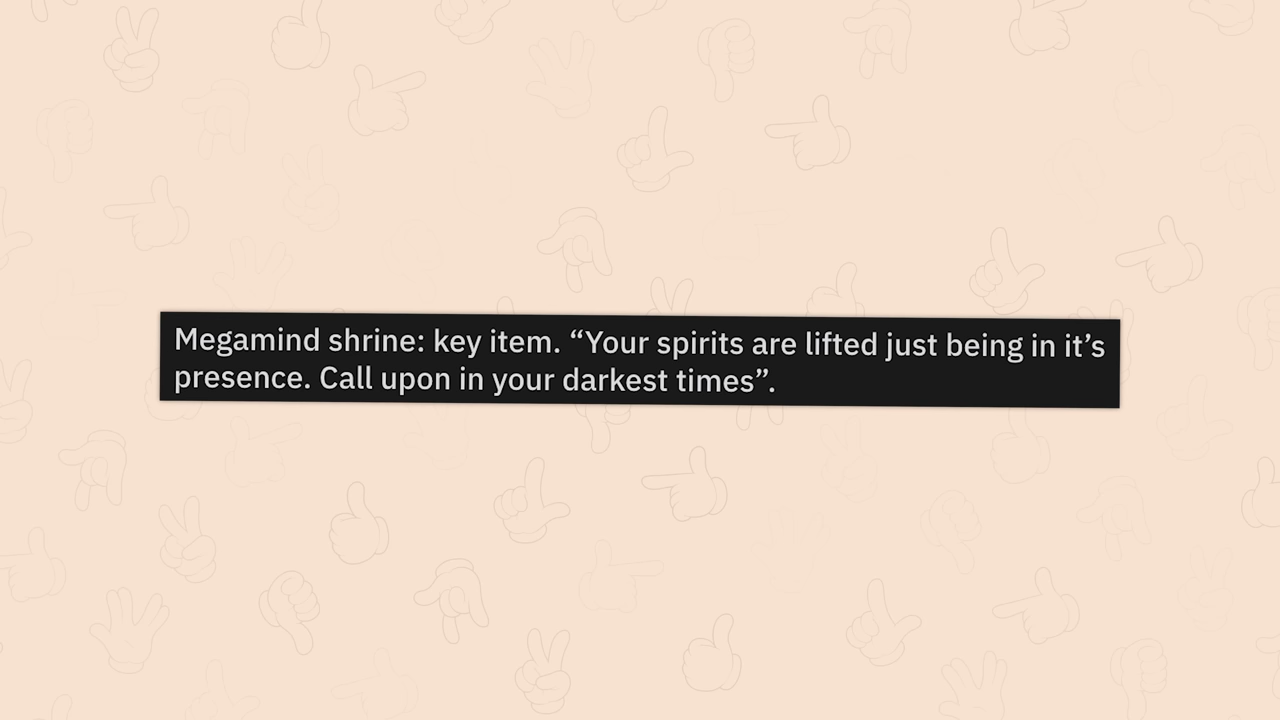 Megamind shrine: key item. “Your spirits are lifted just being in it’s
presence. Call upon in your darkest times”.